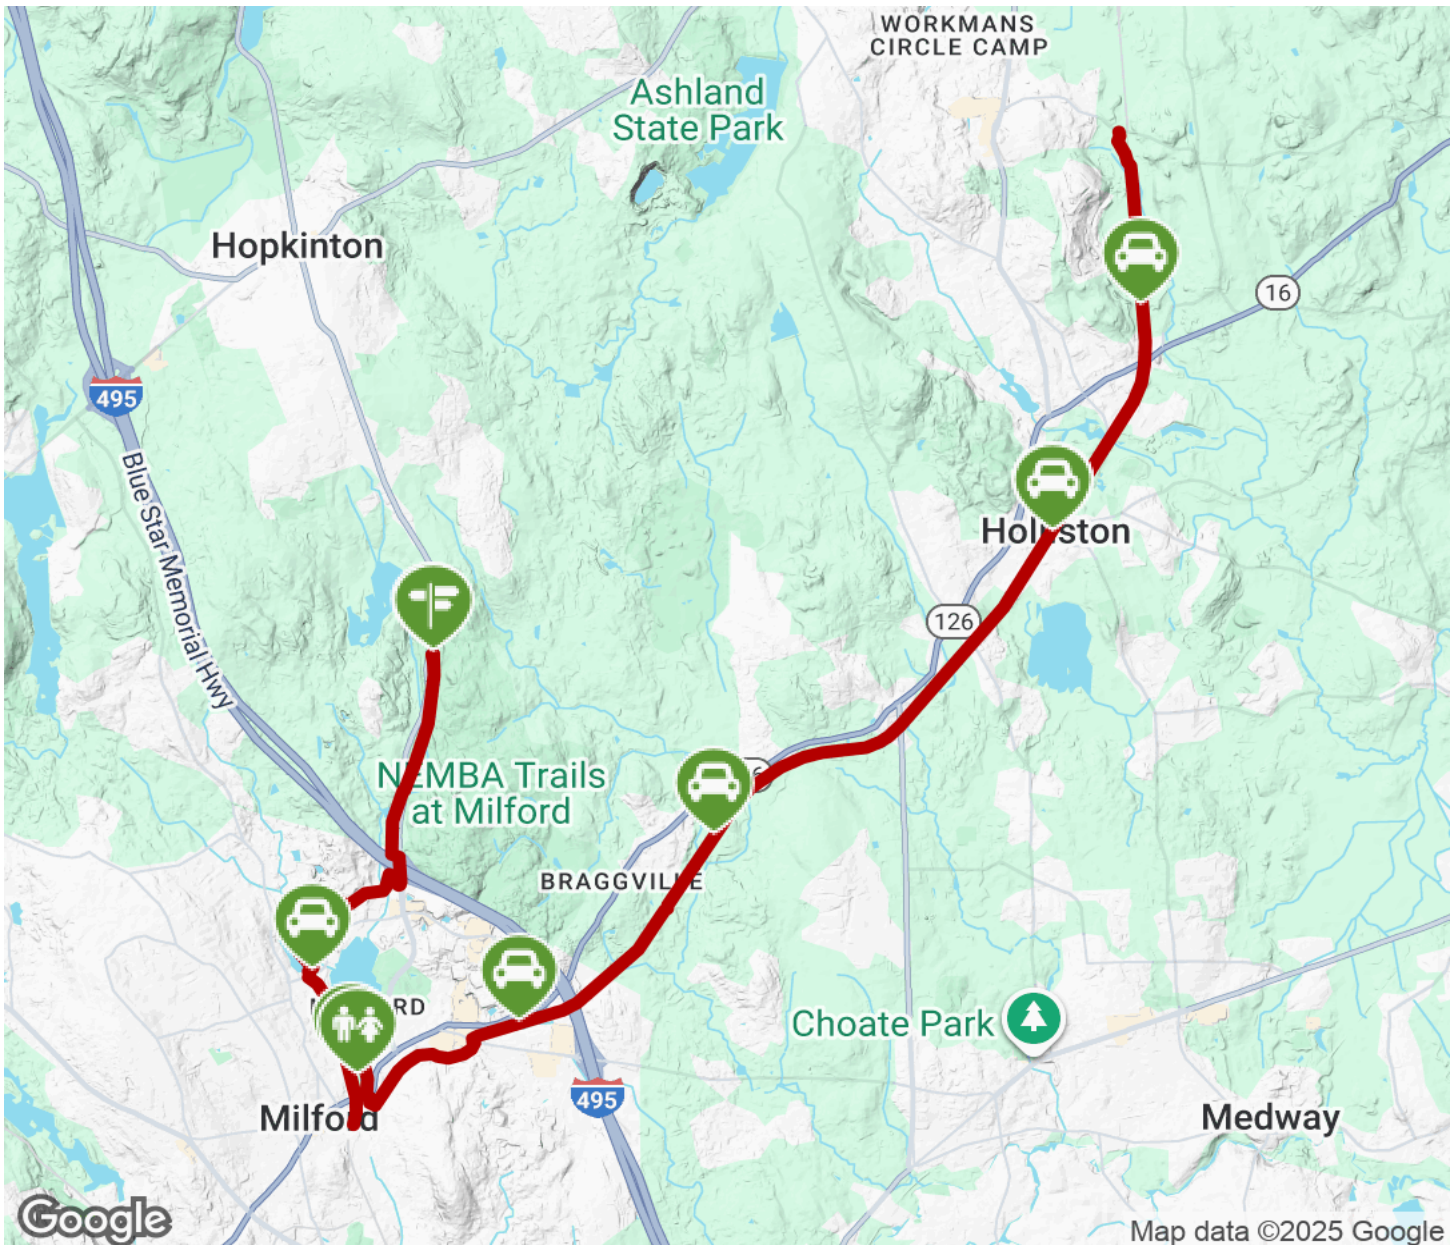 WORKMANS
CIRCLE CAMP
Ashland
State Park
Hopkinton
16
495
Blue Star Memorial Hwy
126
NEMBA Trails
at Milford
BRAGGVILLE
Choate Park
495
Milford
Medway
Google
Map data ©2025 Google